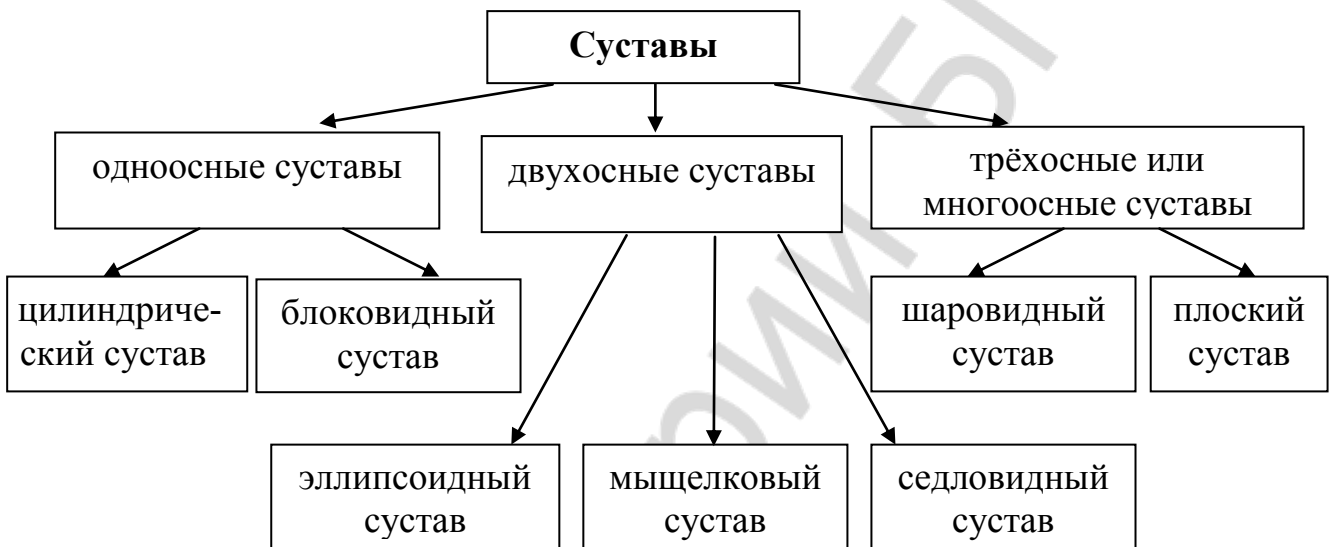 Суставы
одноосные суставы
двухосные суставы
трёхосные или
многоосные суставы
цилиндриче-
ский сустав
блоковидный
сустав
шаровидный
сустав
плоский
сустав
эллипсоидный
сустав
мыщелковый
сустав
седловидный
сустав